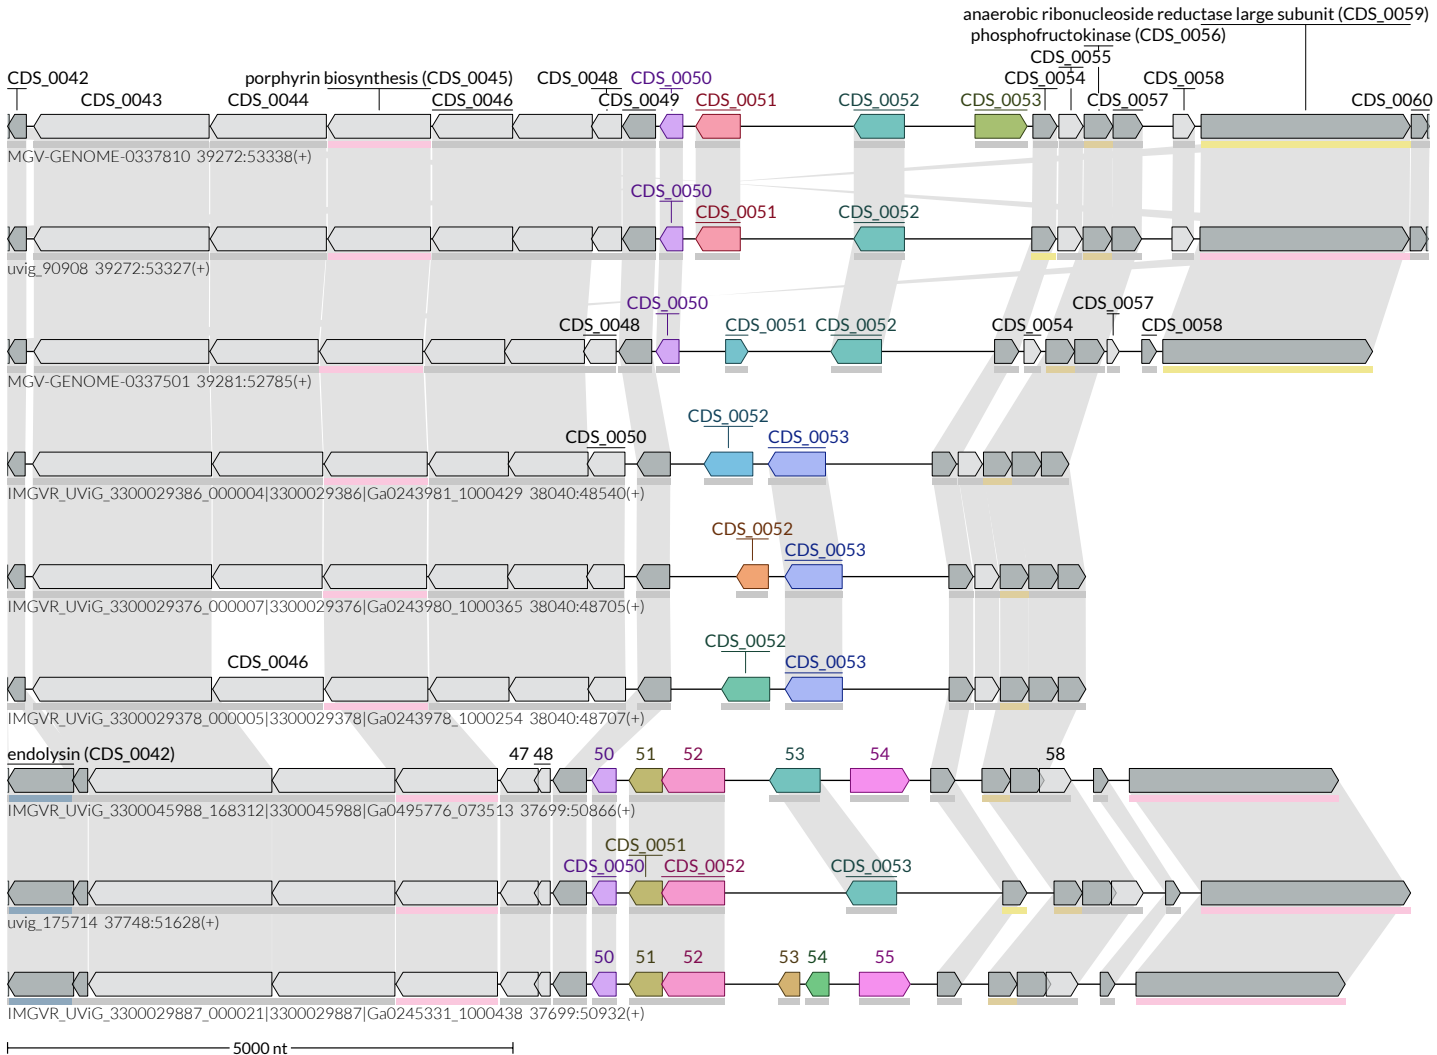 anaerobic ribonucleoside reductase large subunit (CDS_0059)
phosphofructokinase (CDS_0056)
CDS_0055
CDS_0042 porphyrin biosynthesis (CDS_0045) CDS_0048 CDS_0050 CDS_0054 CDS_0058
CDS_0043 CDS_0044 CDS_0046 CDS_0049 CDS_0051 CDS_0052 CDS_0053 CDS_0057 CDS_0060
MGV-GENOME-0337810 39272:53338(+)
CDS_0050
CDS_0051 CDS_0052
uvig_90908 39272:53327(+)
CDS_0050 CDS_0057
CDS_0048 CDS_0051 CDS_0052 CDS_0054 CDS_0058
MGV-GENOME-0337501 39281:52785(+)
CDS_0052
CDS_0050 CDS_0053
IMGVR_UViG_3300029386_000004|3300029386|Ga0243981_1000429 38040:48540(+)
CDS_0052
CDS_0053
IMGVR_UViG_3300029376_000007|3300029376|Ga0243980_1000365 38040:48705(+)
CDS_0052
CDS_0046 CDS_0053
IMGVR_UViG_3300029378_000005|3300029378|Ga0243978_1000254 38040:48707(+)
endolysin (CDS_0042) 47 48 50 51 52 53 54 58
IMGVR_UViG_3300045988_168312|3300045988|Ga0495776_073513 37699:50866(+)
CDS_0051
CDS_0050 CDS_0052 CDS_0053
uvig_175714 37748:51628(+)
50 51 52 53 54 55
IMGVR_UViG_3300029887_000021|3300029887|Ga0245331_1000438 37699:50932(+)
5000 nt